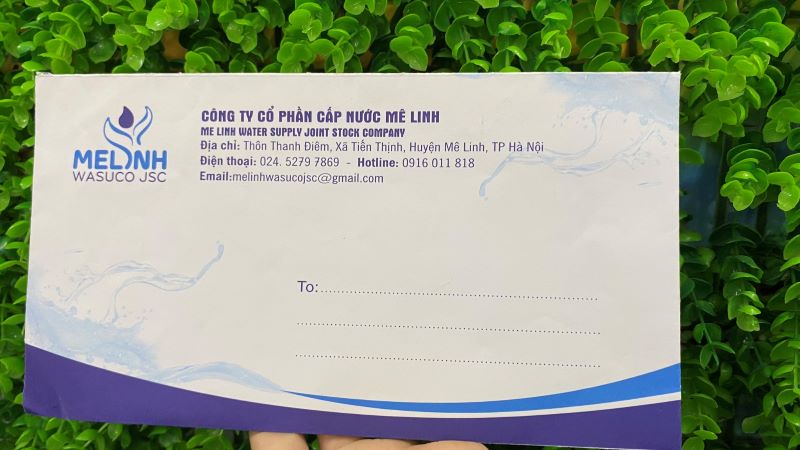 MELINH
WASUCO JSC
CÔNG TY CỔ PHẦN CẤP NƯỚC MÊ LINH
ME LINH WATER SUPPLY JOINT STOCK COMPANY
Địa chỉ: Thôn Thanh Điêm, Xã Tiến Thịnh, Huyện Mê Linh, TP Hà Nội
Điện thoại: 024. 5279 7869 - Hotline: 0916 011 818
Email:melinhwasucojsc@gmail.com
To: